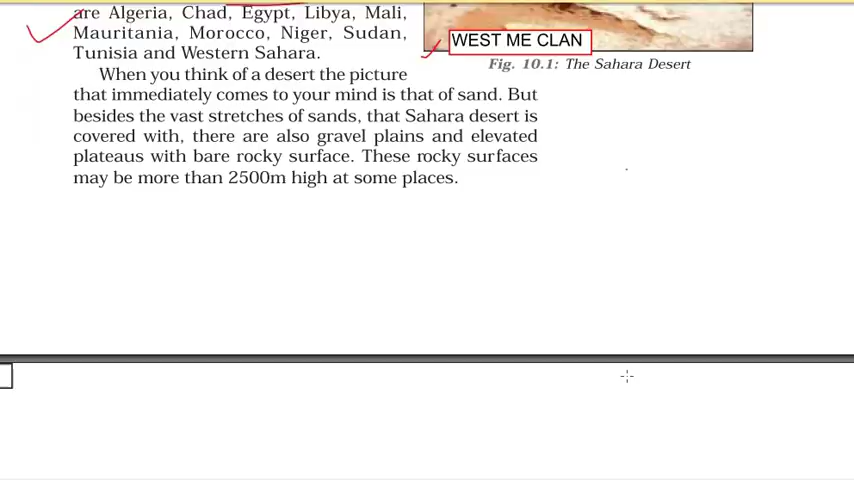 are Algeria, Chad, Egypt, Libya, Mali,
Mauritania, Morocco, Niger, Sudan,
Tunisia and Western Sahara.
WEST ME CLAN
Fig. 10.1: The Sahara Desert
When you think of a desert the picture
that immediately comes to your mind is that of sand. But
besides the vast stretches of sands, that Sahara desert is
covered with, there are also gravel plains and elevated
plateaus with bare rocky surface. These rocky surfaces
may be more than 2500m high at some places.